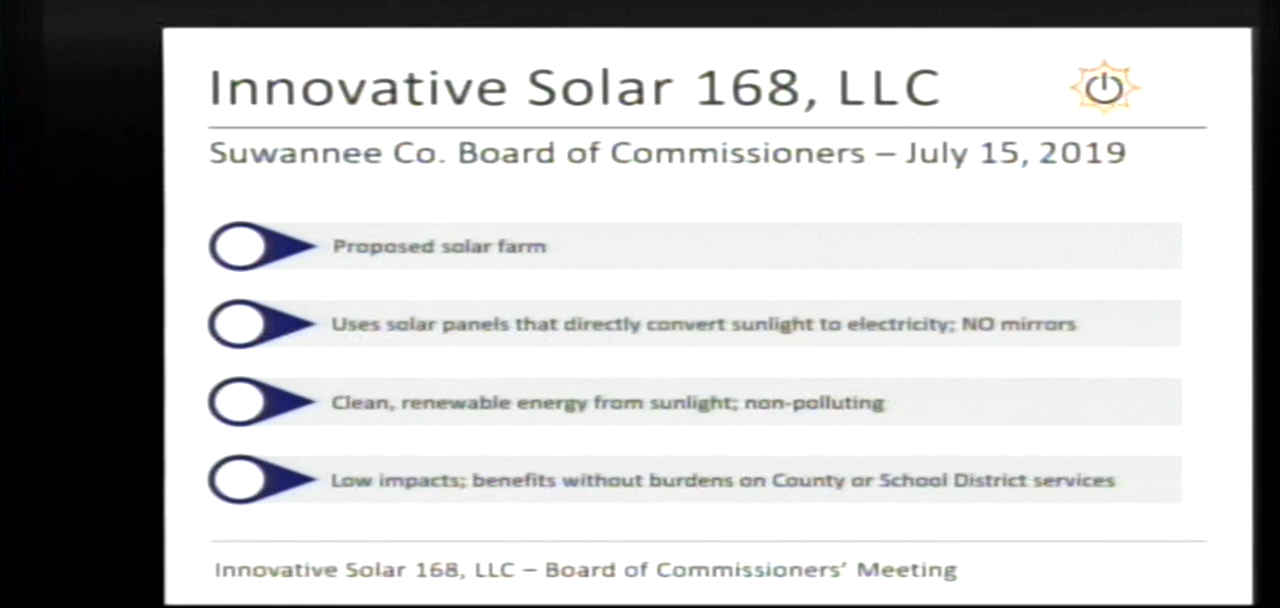 Innovative Solar 168, LLC
Suwannee Co. Board of Commissioners – July 15, 2019
Proposed solar farm
Uses solar panels that directly convert sunlight to electricity; NO mirrors
Clean, renewable energy from sunlight; non-polluting
Low impacts; benefits without burdens on County or School District services
Innovative Solar 168, LLC – Board of Commissioners’ Meeting